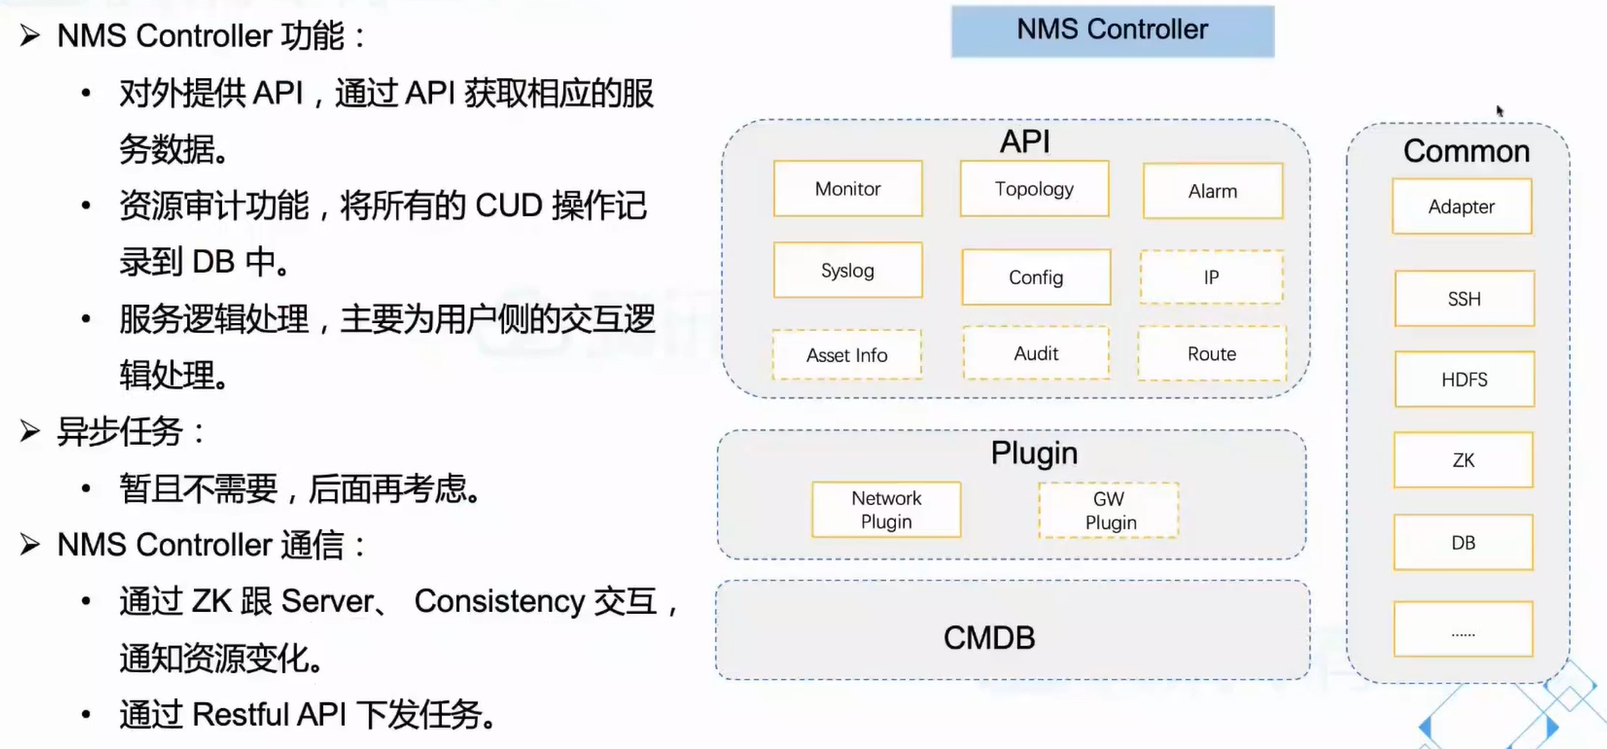 ➢ NMS Controller 功能：
• 对外提供 API，通过 API 获取相应的服
务数据。
• 资源审计功能，将所有的 CUD 操作记
录到 DB 中。
• 服务逻辑处理，主要为用户侧的交互逻
辑处理。
➢ 异步任务：
• 暂且不需要，后面再考虑。
➢ NMS Controller 通信：
• 通过 ZK 跟 Server、 Consistency 交互，
通知资源变化。
• 通过 Restful API 下发任务。
NMS Controller
API
Monitor
Topology
Alarm
Syslog
Config
IP
Asset Info
Audit
Route
Plugin
Network
Plugin
GW
Plugin
CMDB
Common
Adapter
SSH
HDFS
ZK
DB
......